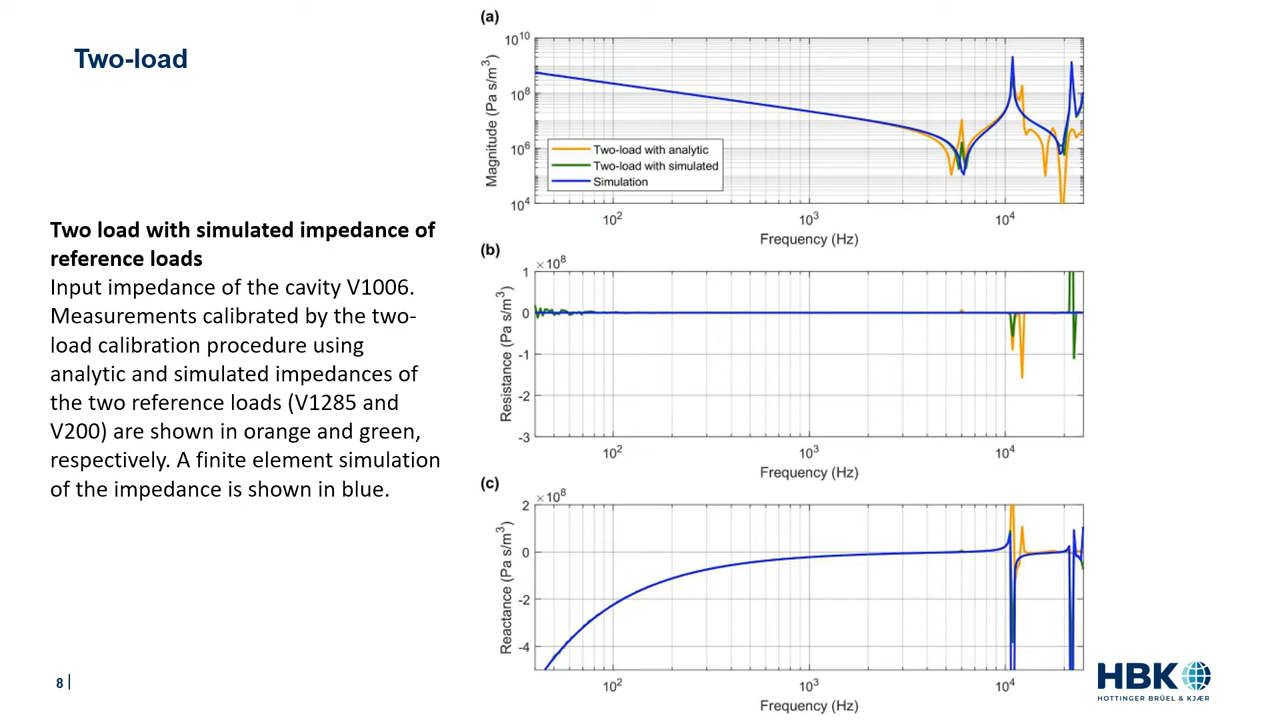 Two-load
Two load with simulated impedance of
reference loads
Input impedance of the cavity V1006.
Measurements calibrated by the two-
load calibration procedure using
analytic and simulated impedances of
the two reference loads (V1285 and
V200) are shown in orange and green,
respectively. A finite element simulation
of the impedance is shown in blue.
(a)
10^10
10^8
10^6
10^4
Magnitude (Pa s/m^3)
Two-load with analytic
Two-load with simulated
Simulation
10^2 10^3 10^4
Frequency (Hz)
(b)
×10^8
1
0
-1
-2
-3
Resistance (Pa s/m^3)
10^2 10^3 10^4
Frequency (Hz)
(c)
×10^8
2
0
-2
-4
Reactance (Pa s/m^3)
10^2 10^3 10^4
Frequency (Hz)
8 |
HBK
HOTTINGER BRÜEL & KJÆR